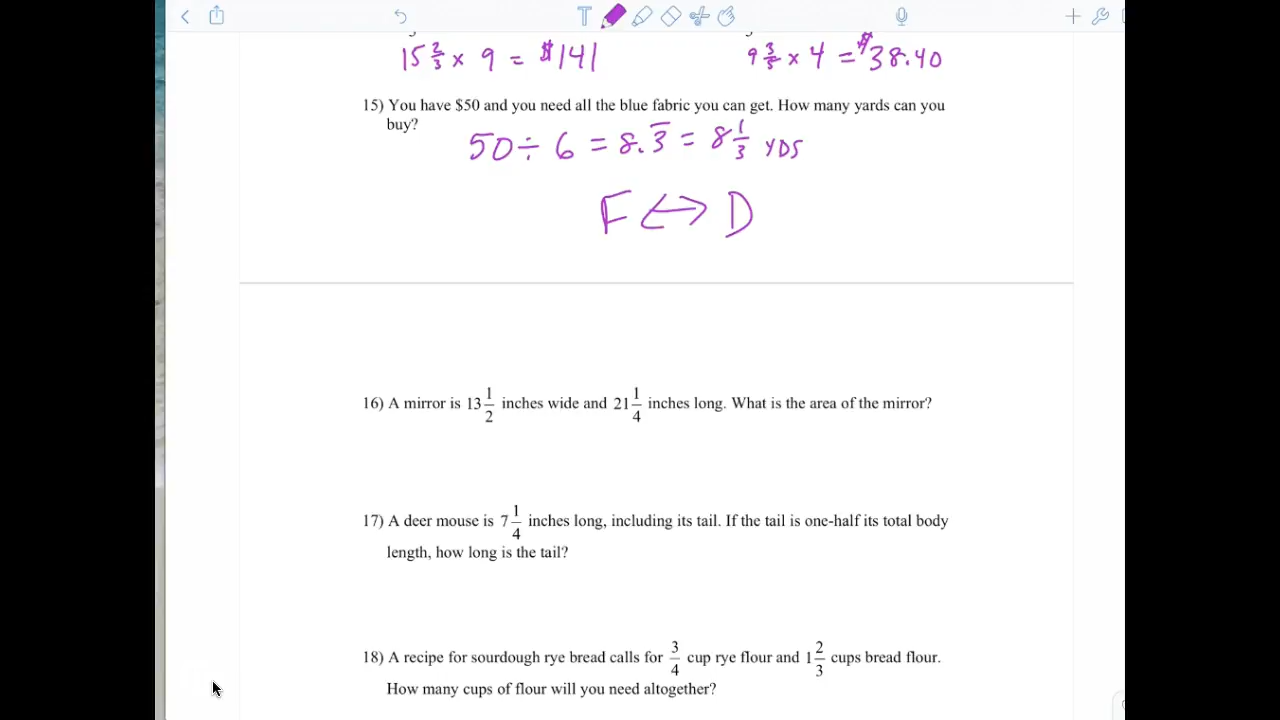 T
15 2/3 x 9 = $141
9 3/5 x 4 = $38.40
15) You have $50 and you need all the blue fabric you can get. How many yards can you
buy?
50 ÷ 6 = 8.3̅ = 8 1/3 YDS
F ↔ D
16) A mirror is 13 1/2 inches wide and 21 1/4 inches long. What is the area of the mirror?
17) A deer mouse is 7 1/4 inches long, including its tail. If the tail is one-half its total body
length, how long is the tail?
18) A recipe for sourdough rye bread calls for 3/4 cup rye flour and 1 2/3 cups bread flour.
How many cups of flour will you need altogether?